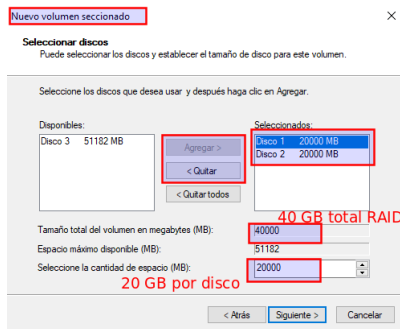 Nuevo volumen seccionado
Seleccionar discos
Puede seleccionar los discos y establecer el tamaño de disco para este volumen.
Seleccione los discos que desea usar y después haga clic en Agregar.
Disponibles: Seleccionados:
Disco 3 51182 MB Agregar > Disco 1 20000 MB
Disco 2 20000 MB
< Quitar
< Quitar todos
40 GB total RAID
Tamaño total del volumen en megabytes (MB): 40000
Espacio máximo disponible (MB): 51182
Seleccione la cantidad de espacio (MB): 20000
20 GB por disco
< Atrás Siguiente > Cancelar